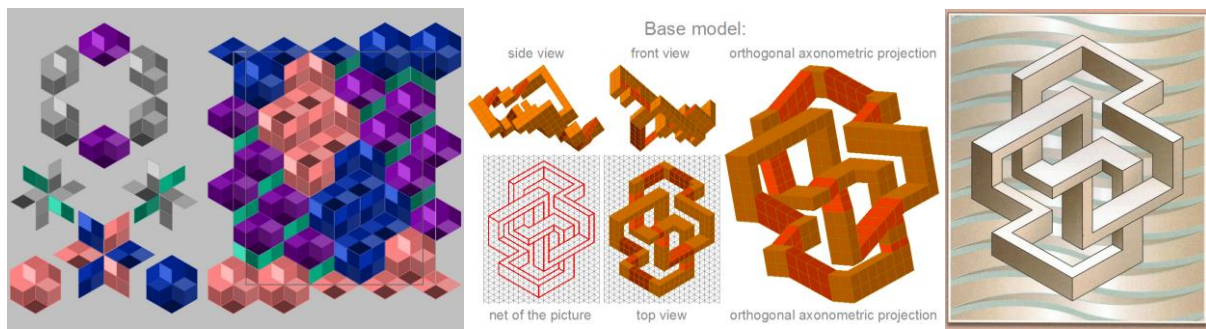 Base model:
side view
front view
orthogonal axonometric projection
net of the picture
top view
orthogonal axonometric projection